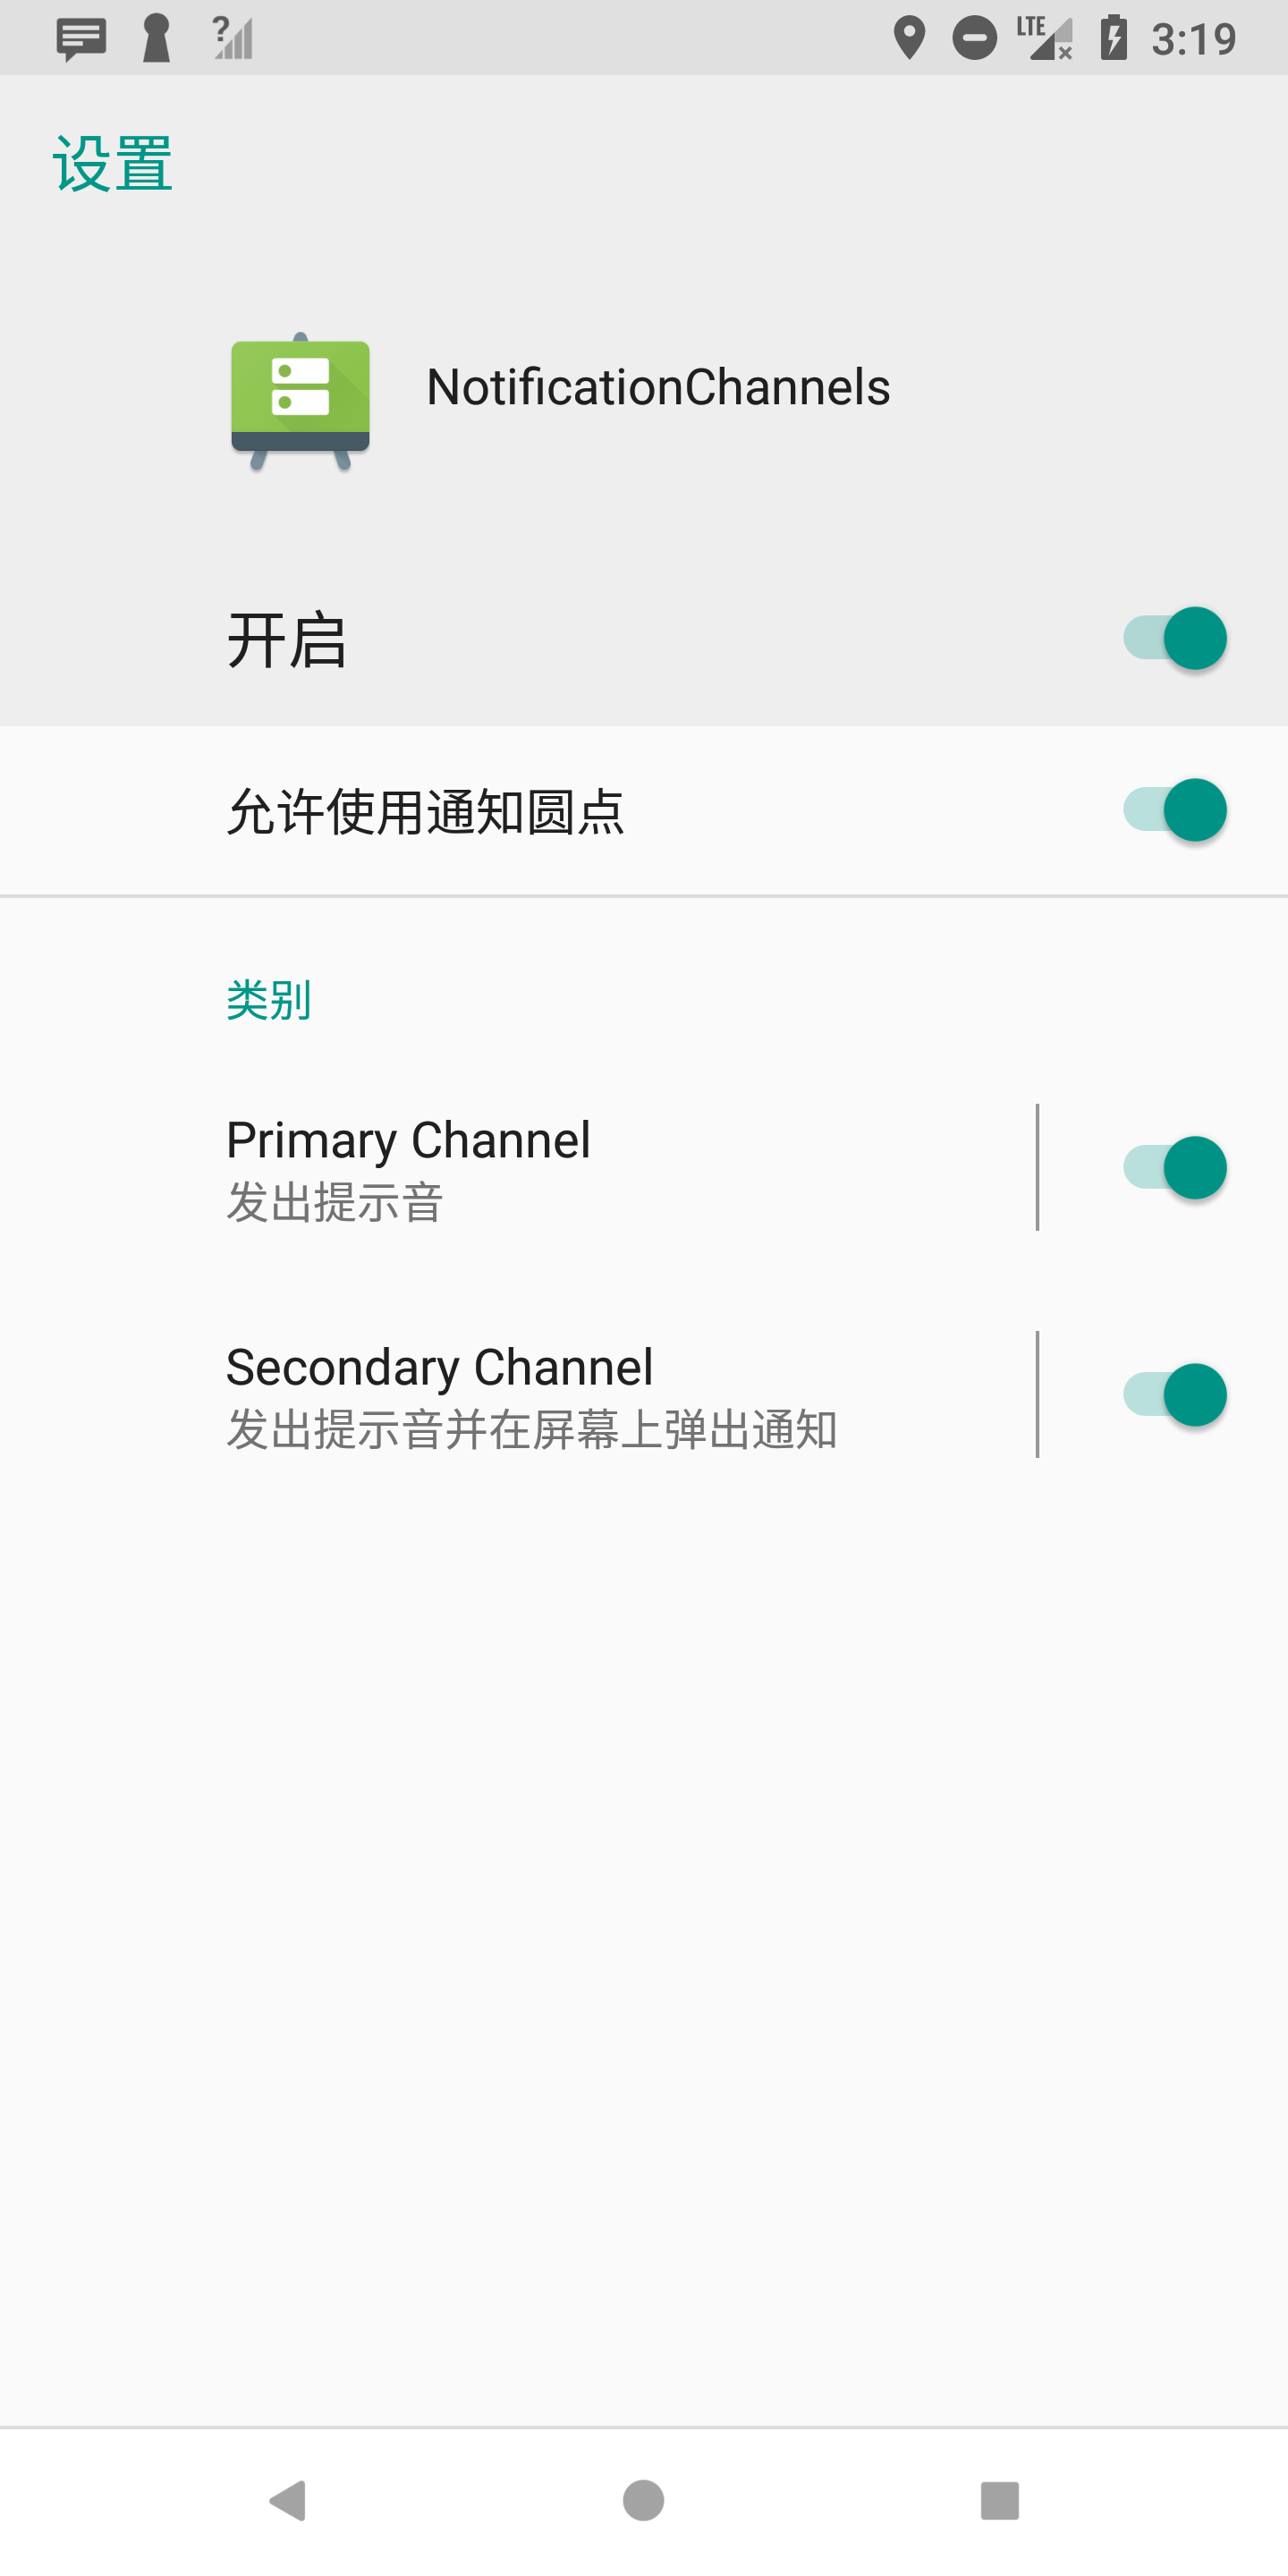 ? LTE 3:19
设置
NotificationChannels
开启
允许使用通知圆点
类别
Primary Channel
发出提示音
Secondary Channel
发出提示音并在屏幕上弹出通知